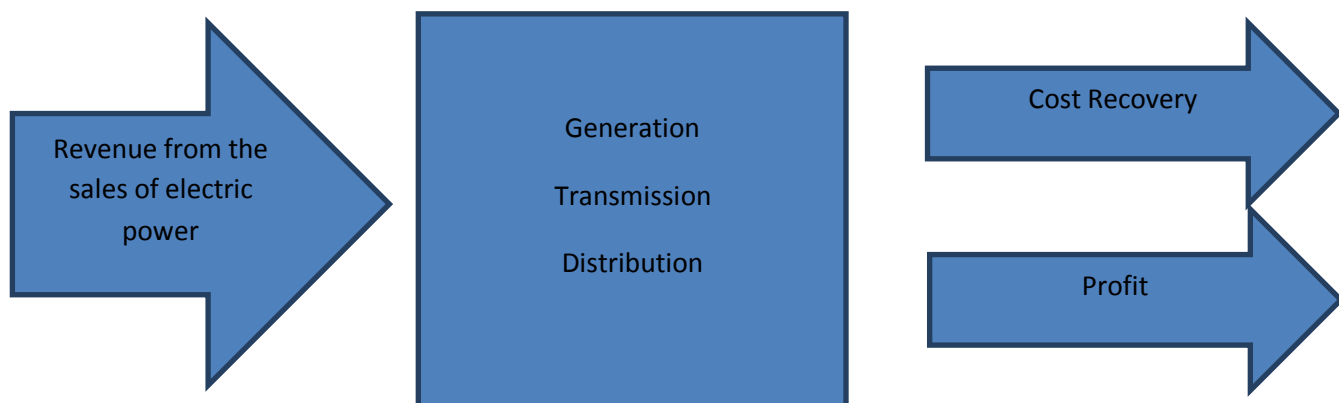 Revenue from the
sales of electric
power
Generation
Transmission
Distribution
Cost Recovery
Profit